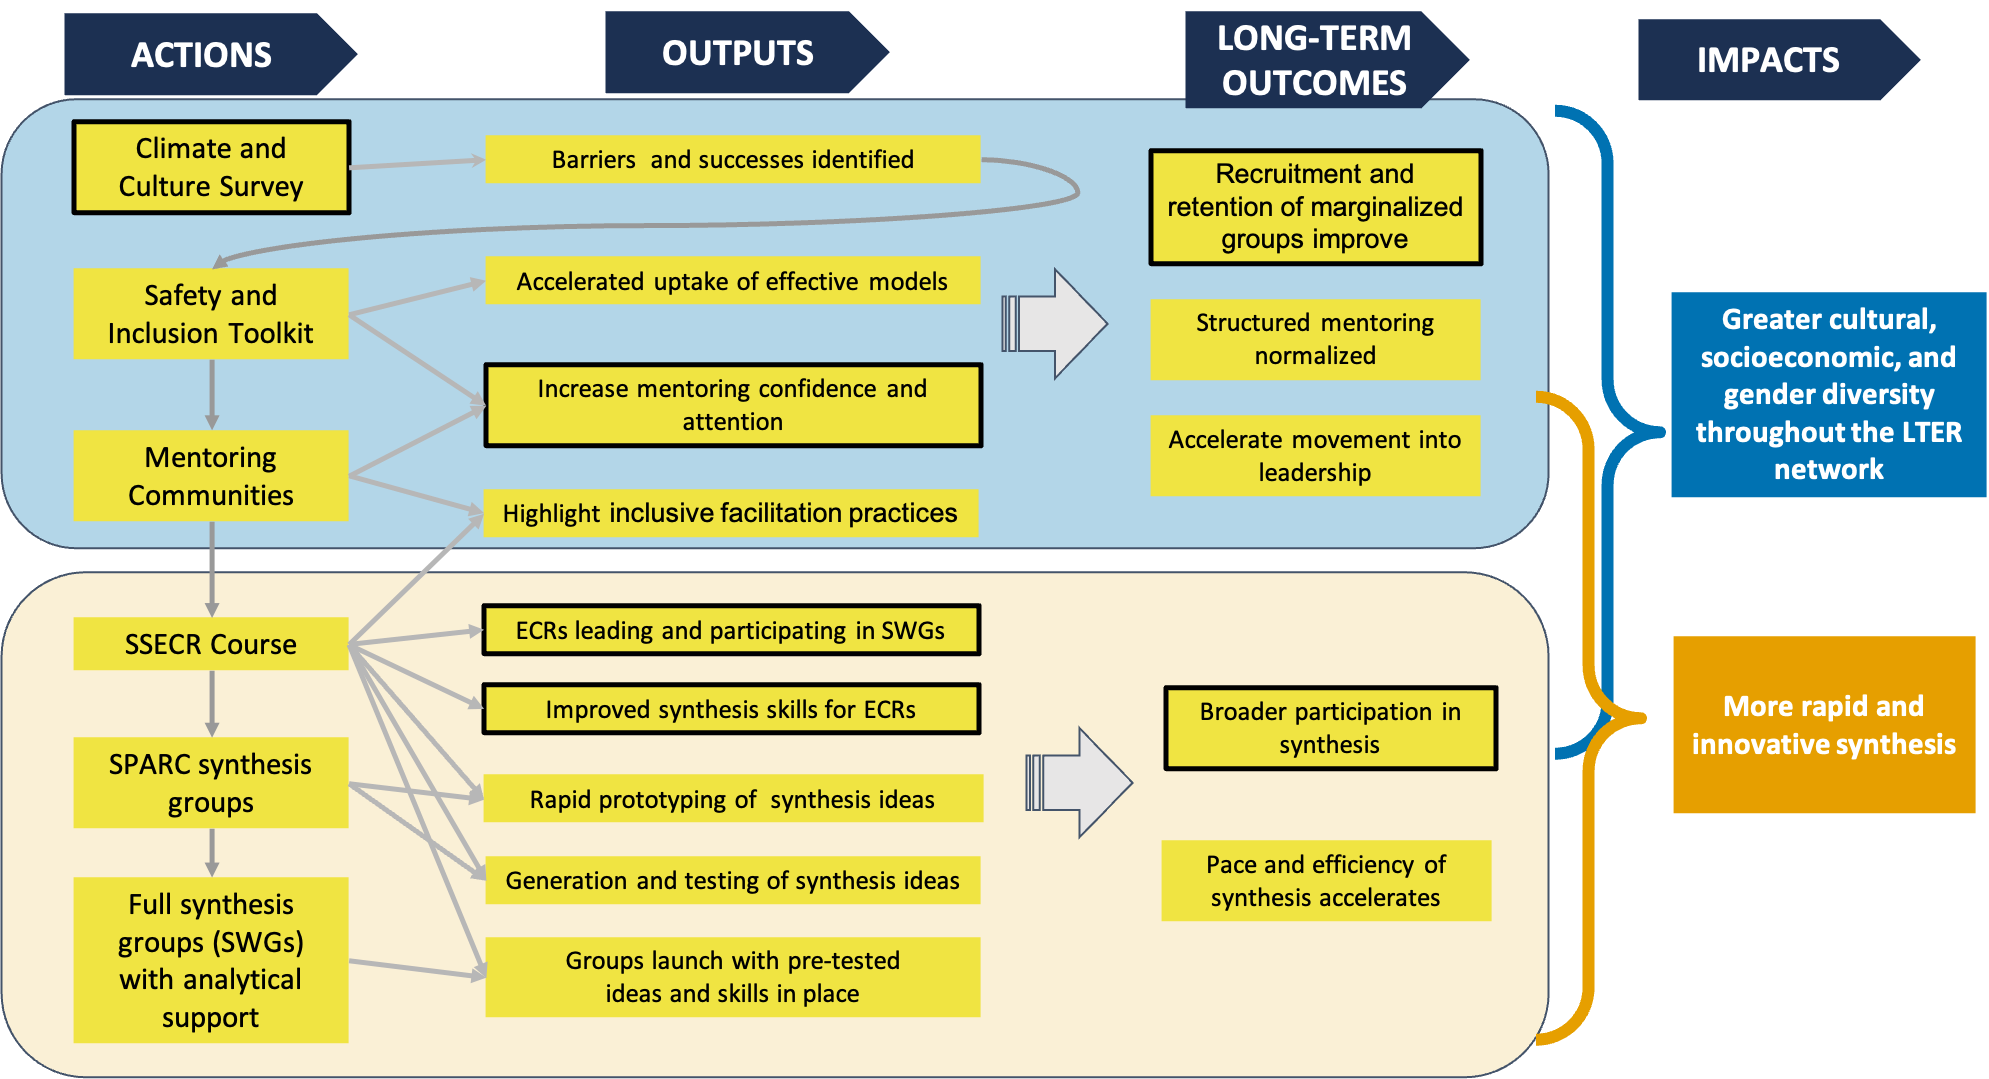 ACTIONS
OUTPUTS
LONG-TERM
OUTCOMES
IMPACTS
Climate and
Culture Survey
Barriers and successes identified
Recruitment and
retention of marginalized
groups improve
Safety and
Inclusion Toolkit
Accelerated uptake of effective models
Structured mentoring
normalized
Increase mentoring confidence and
attention
Mentoring
Communities
Accelerate movement into
leadership
Highlight inclusive facilitation practices
Greater cultural,
socioeconomic, and
gender diversity
throughout the LTER
network
SSECR Course
ECRs leading and participating in SWGs
Improved synthesis skills for ECRs
Broader participation in
synthesis
SPARC synthesis
groups
Rapid prototyping of synthesis ideas
Generation and testing of synthesis ideas
Pace and efficiency of
synthesis accelerates
Full synthesis
groups (SWGs)
with analytical
support
Groups launch with pre-tested
ideas and skills in place
More rapid and
innovative synthesis